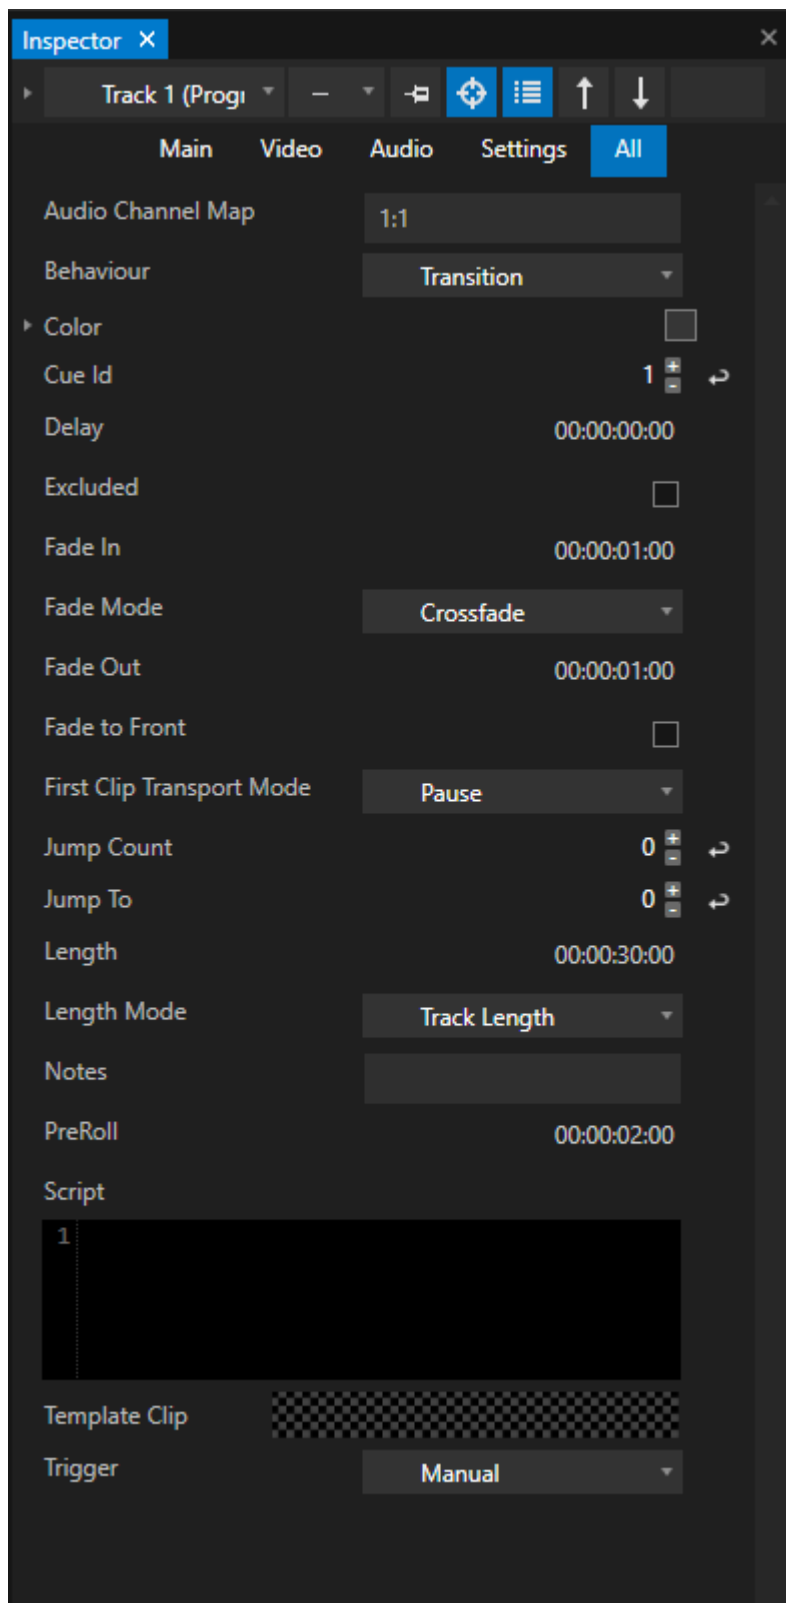 Inspector
Track 1 (Progr
Main Video Audio Settings All
Audio Channel Map 1:1
Behaviour Transition
Color
Cue Id 1
Delay 00:00:00:00
Excluded
Fade In 00:00:01:00
Fade Mode Crossfade
Fade Out 00:00:01:00
Fade to Front
First Clip Transport Mode Pause
Jump Count 0
Jump To 0
Length 00:00:30:00
Length Mode Track Length
Notes
PreRoll 00:00:02:00
Script
1
Template Clip
Trigger Manual